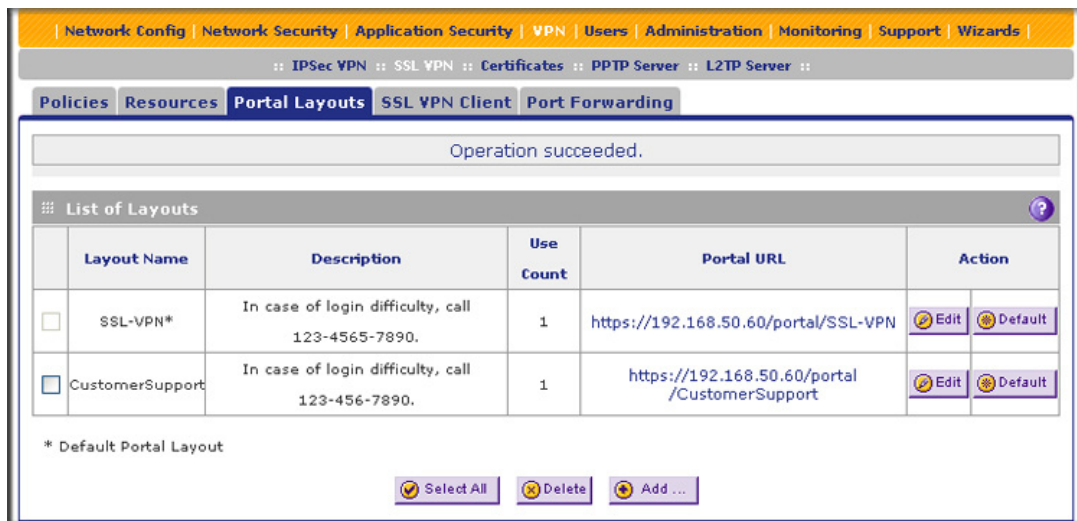 | Network Config | Network Security | Application Security | VPN | Users | Administration | Monitoring | Support | Wizards |
:: IPSec VPN :: SSL VPN :: Certificates :: PPTP Server :: L2TP Server ::
Policies Resources Portal Layouts SSL VPN Client Port Forwarding
Operation succeeded.
List of Layouts ?
Layout Name Description Use Count Portal URL Action
SSL-VPN* In case of login difficulty, call 123-4565-7890. 1 https://192.168.50.60/portal/SSL-VPN Edit Default
CustomerSupport In case of login difficulty, call 123-456-7890. 1 https://192.168.50.60/portal/CustomerSupport Edit Default
* Default Portal Layout
Select All Delete Add ...